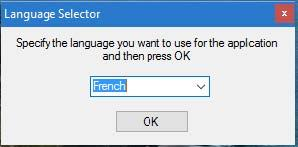 Language Selector
Specify the language you want to use for the applcation
and then press OK
French
OK